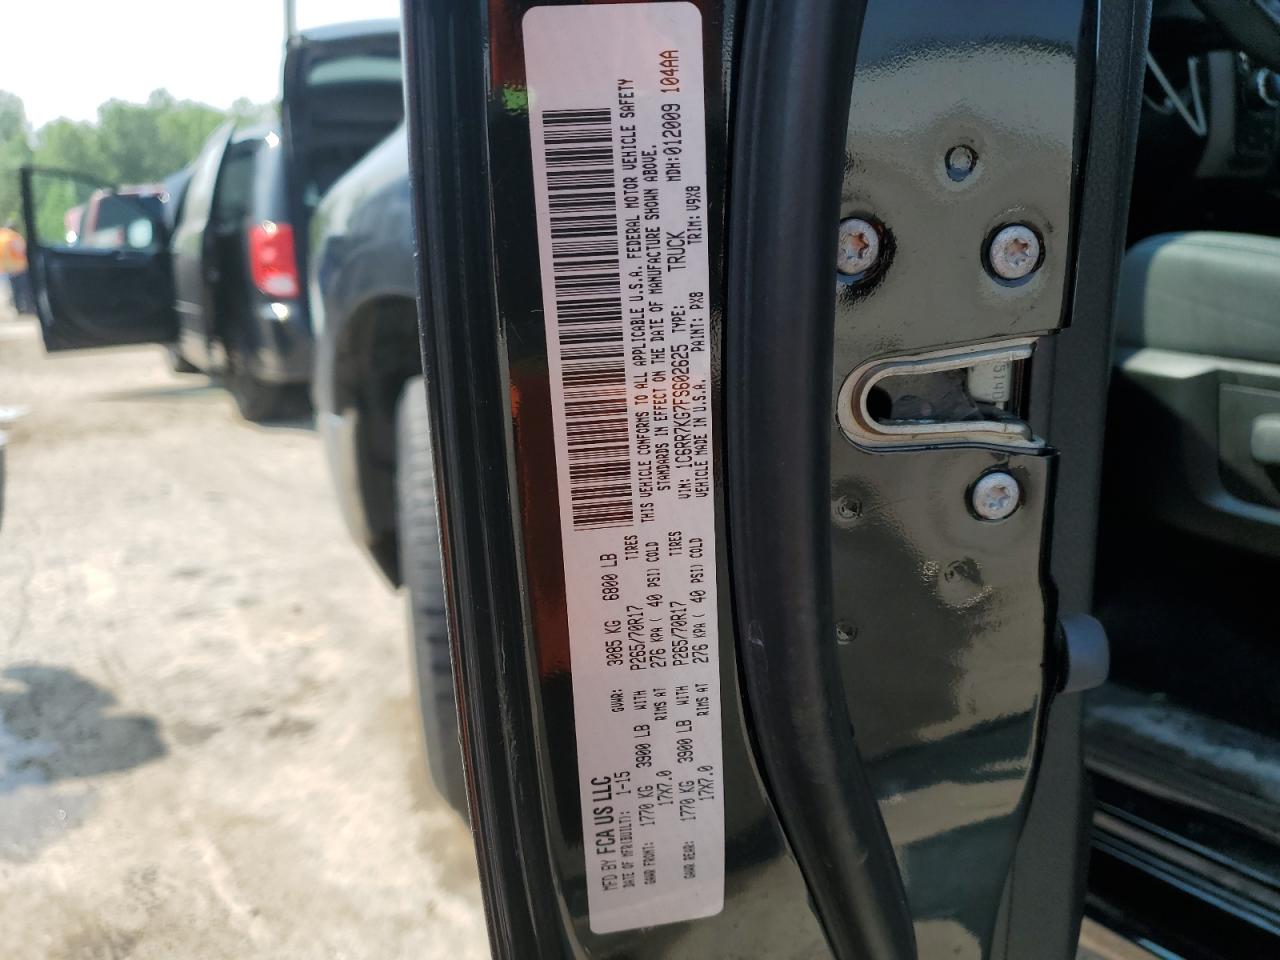 MFD BY FCA US LLC
DATE OF MFR(BUILT): 1-15 GVWR: 3085 KG 6800 LB
GAWR FRONT: 1770 KG 3900 LB WITH P265/70R17 TIRES
17X7.0 RIMS AT 276 KPA ( 40 PSI) COLD
GAWR REAR: 1770 KG 3900 LB WITH P265/70R17 TIRES
17X7.0 RIMS AT 276 KPA ( 40 PSI) COLD
THIS VEHICLE CONFORMS TO ALL APPLICABLE U.S.A. FEDERAL MOTOR VEHICLE SAFETY
STANDARDS IN EFFECT ON THE DATE OF MANUFACTURE SHOWN ABOVE.
VIN: 1C6RR7KG7FS602625 TYPE: TRUCK MDH:012009 104AA
VEHICLE MADE IN U.S.A. PAINT: PX8 TRIM: V9X8